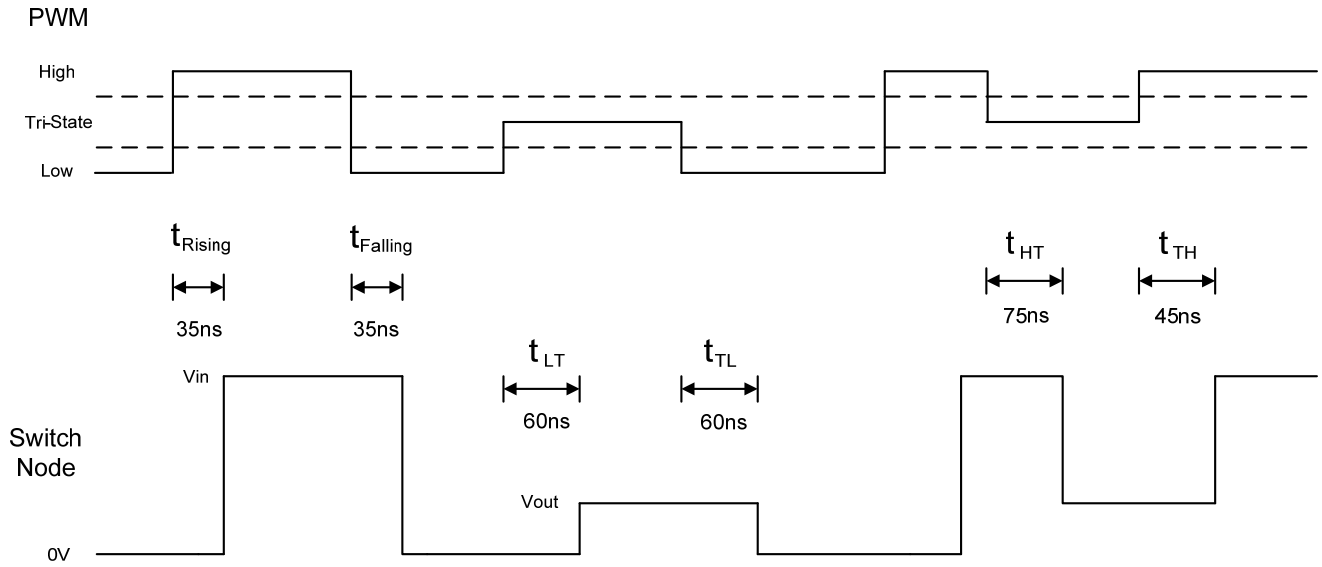 PWM
High
Tri-State
Low
tRising
tFalling
tHT
tTH
35ns
35ns
75ns
45ns
tLT
tTL
Vin
60ns
60ns
Switch
Node
Vout
0V